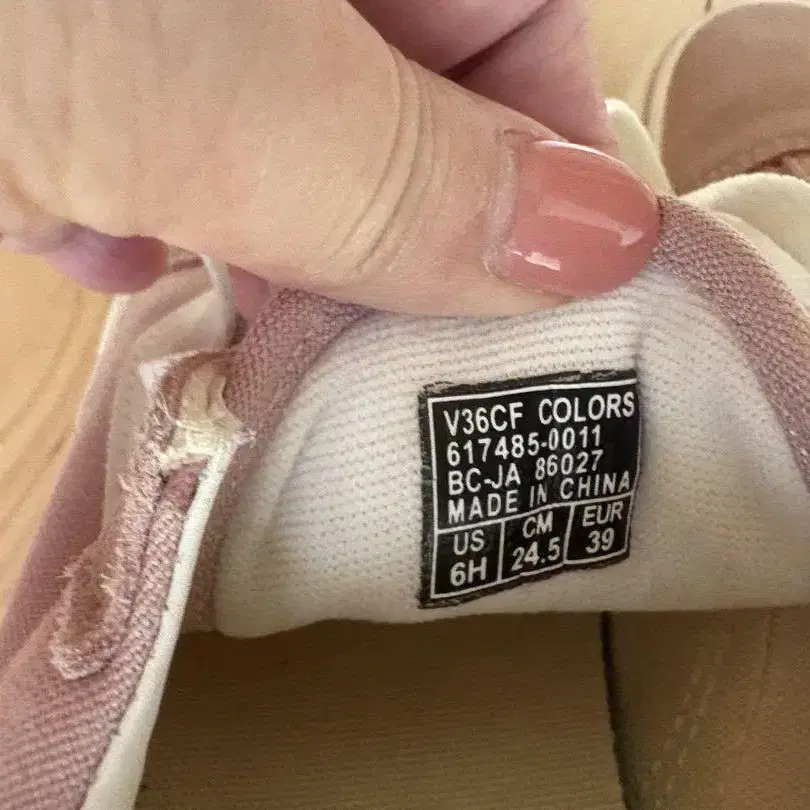 V36CF COLORS
617485-0011
BC-JA 86027
MADE IN CHINA
US CM EUR
6H 24.5 39